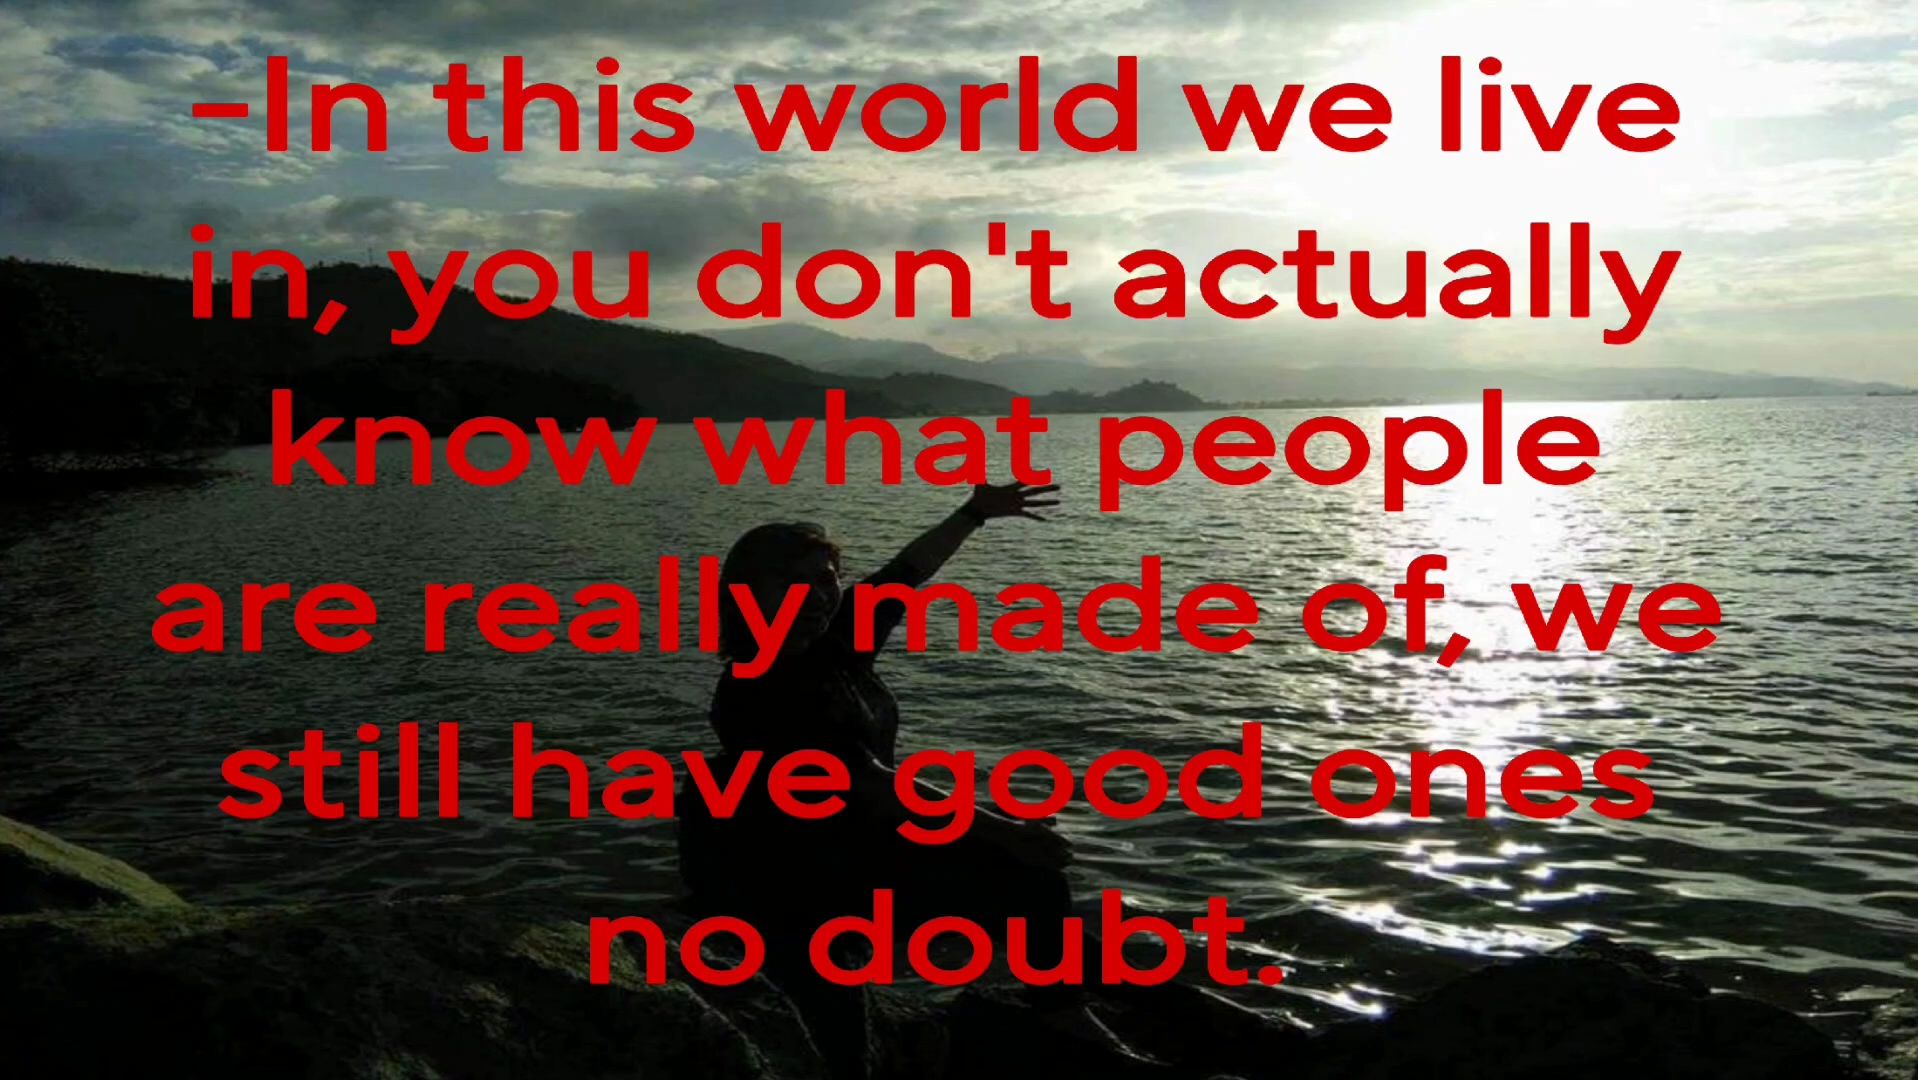 -In this world we live
in, you don't actually
know what people
are really made of, we
still have good ones
no doubt.